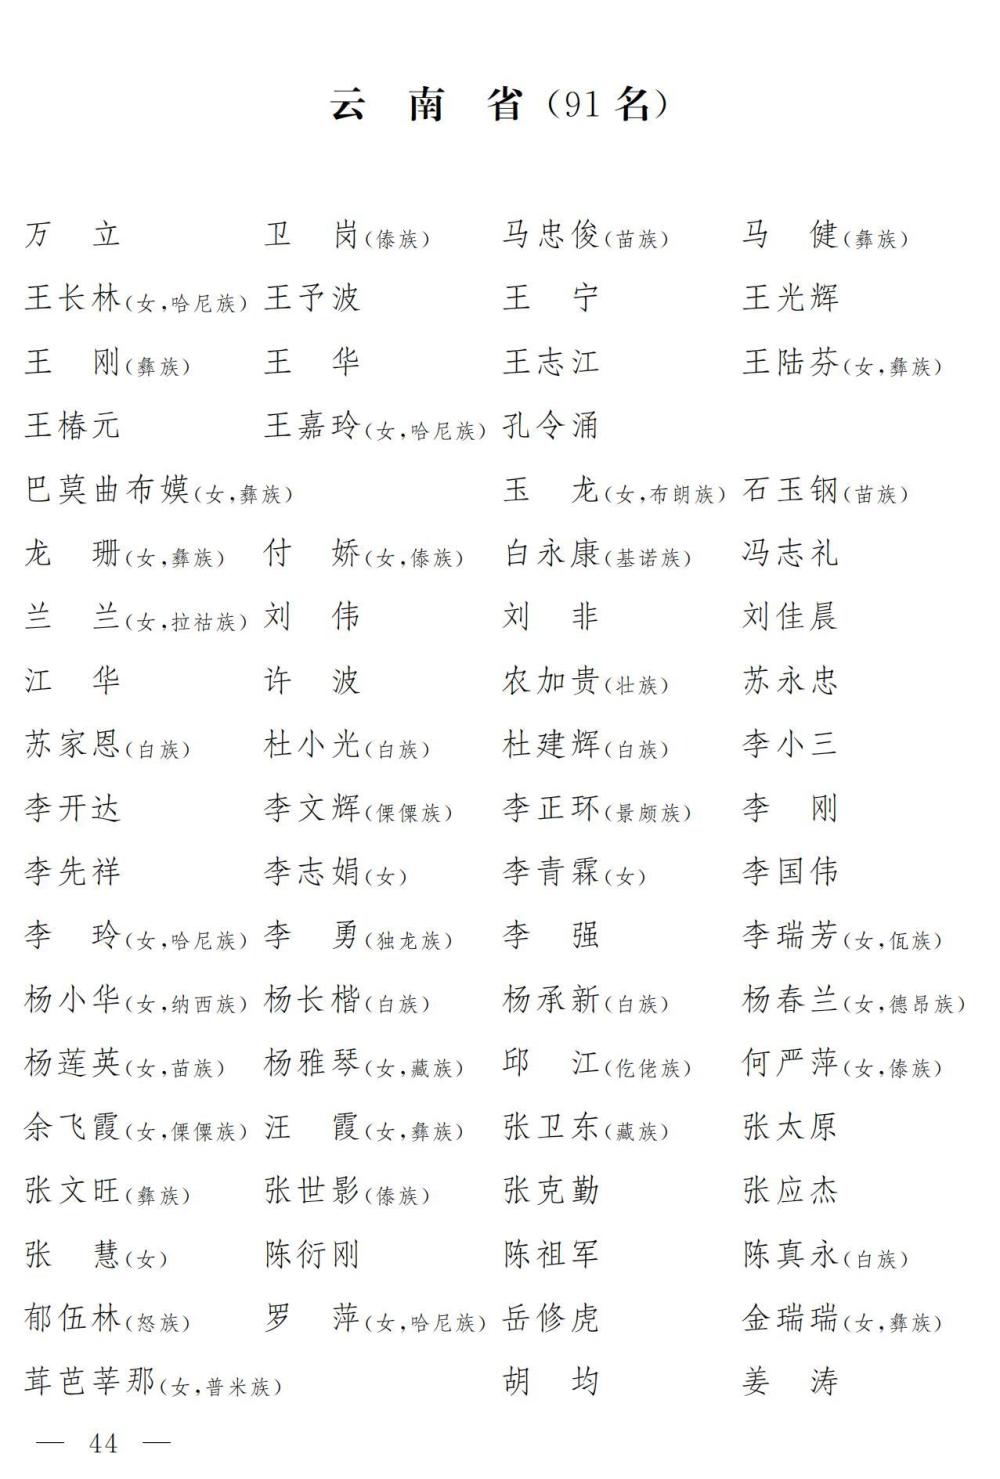 云 南 省（91 名）
万 立 卫 岗（傣族） 马忠俊（苗族） 马 健（彝族）
王长林（女,哈尼族） 王予波 王 宁 王光辉
王 刚（彝族） 王 华 王志江 王陆芬（女,彝族）
王椿元 王嘉玲（女,哈尼族） 孔令涌
巴莫曲布嫫（女,彝族） 玉 龙（女,布朗族） 石玉钢（苗族）
龙 珊（女,彝族） 付 娇（女,傣族） 白永康（基诺族） 冯志礼
兰 兰（女,拉祜族） 刘 伟 刘 非 刘佳晨
江 华 许 波 农加贵（壮族） 苏永忠
苏家恩（白族） 杜小光（白族） 杜建辉（白族） 李小三
李开达 李文辉（傈僳族） 李正环（景颇族） 李 刚
李先祥 李志娟（女） 李青霖（女） 李国伟
李 玲（女,哈尼族） 李 勇（独龙族） 李 强 李瑞芳（女,佤族）
杨小华（女,纳西族） 杨长楷（白族） 杨承新（白族） 杨春兰（女,德昂族）
杨莲英（女,苗族） 杨雅琴（女,藏族） 邱 江（仡佬族） 何严萍（女,傣族）
余飞霞（女,傈僳族） 汪 霞（女,彝族） 张卫东（藏族） 张太原
张文旺（彝族） 张世影（傣族） 张克勤 张应杰
张 慧（女） 陈衍刚 陈祖军 陈真永（白族）
郁伍林（怒族） 罗 萍（女,哈尼族） 岳修虎 金瑞瑞（女,彝族）
茸芭莘那（女,普米族） 胡 均 姜 涛
— 44 —